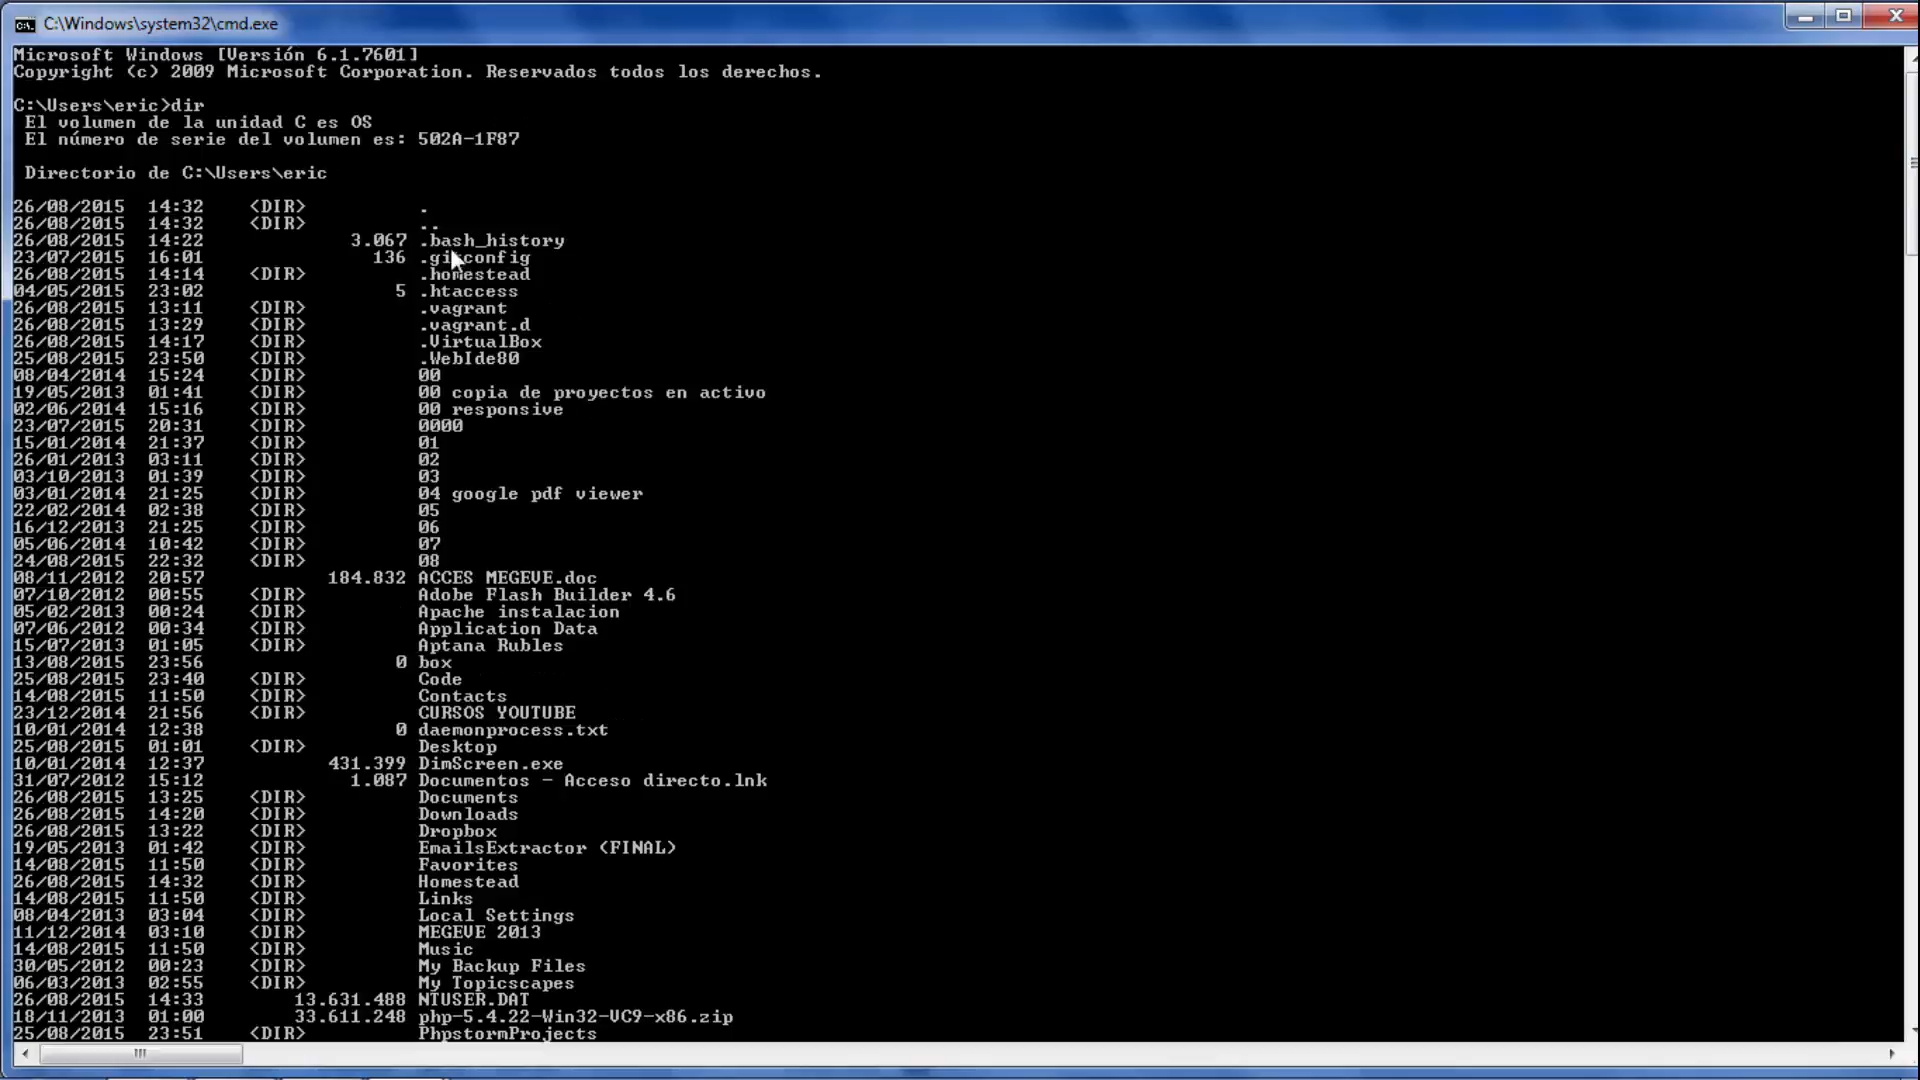 C:\Windows\system32\cmd.exe
Microsoft Windows [Versión 6.1.7601]
Copyright (c) 2009 Microsoft Corporation. Reservados todos los derechos.
C:\Users\eric>dir
El volumen de la unidad C es OS
El número de serie del volumen es: 502A-1F87
Directorio de C:\Users\eric
26/08/2015 14:32 <DIR> .
26/08/2015 14:32 <DIR> ..
26/08/2015 14:22 3.067 .bash_history
23/07/2015 16:01 136 .gitconfig
26/08/2015 14:14 <DIR> .homestead
04/05/2015 23:02 5 .htaccess
26/08/2015 13:11 <DIR> .vagrant
26/08/2015 13:29 <DIR> .vagrant.d
26/08/2015 14:17 <DIR> .VirtualBox
25/08/2015 23:50 <DIR> .WebIde80
08/04/2014 15:24 <DIR> 00
19/05/2013 01:41 <DIR> 00 copia de proyectos en activo
02/06/2014 15:16 <DIR> 00 responsive
23/07/2015 20:31 <DIR> 0000
15/01/2014 21:37 <DIR> 01
26/01/2013 03:11 <DIR> 02
03/10/2013 01:39 <DIR> 03
03/01/2014 21:25 <DIR> 04 google pdf viewer
22/02/2014 02:38 <DIR> 05
16/12/2013 21:25 <DIR> 06
05/06/2014 10:42 <DIR> 07
24/08/2015 22:32 <DIR> 08
08/11/2012 20:57 184.832 ACCES MEGEVE.doc
07/10/2012 00:55 <DIR> Adobe Flash Builder 4.6
05/02/2013 00:24 <DIR> Apache instalacion
07/06/2012 00:34 <DIR> Application Data
15/07/2013 01:05 <DIR> Aptana Rubles
13/08/2015 23:56 0 box
25/08/2015 23:40 <DIR> Code
14/08/2015 11:50 <DIR> Contacts
23/12/2014 21:56 <DIR> CURSOS YOUTUBE
10/01/2014 12:38 0 daemonprocess.txt
25/08/2015 01:01 <DIR> Desktop
10/01/2014 12:37 431.399 DimScreen.exe
31/07/2012 15:12 1.087 Documentos - Acceso directo.lnk
26/08/2015 13:25 <DIR> Documents
26/08/2015 14:20 <DIR> Downloads
26/08/2015 13:22 <DIR> Dropbox
19/05/2013 01:42 <DIR> EmailsExtractor (FINAL)
14/08/2015 11:50 <DIR> Favorites
26/08/2015 14:32 <DIR> Homestead
14/08/2015 11:50 <DIR> Links
08/04/2013 03:04 <DIR> Local Settings
11/12/2014 03:10 <DIR> MEGEVE 2013
14/08/2015 11:50 <DIR> Music
30/05/2012 00:23 <DIR> My Backup Files
06/03/2013 02:55 <DIR> My Topicscapes
26/08/2015 14:33 13.631.488 NTUSER.DAT
18/11/2013 01:00 33.611.248 php-5.4.22-Win32-VC9-x86.zip
25/08/2015 23:51 <DIR> PhpstormProjects